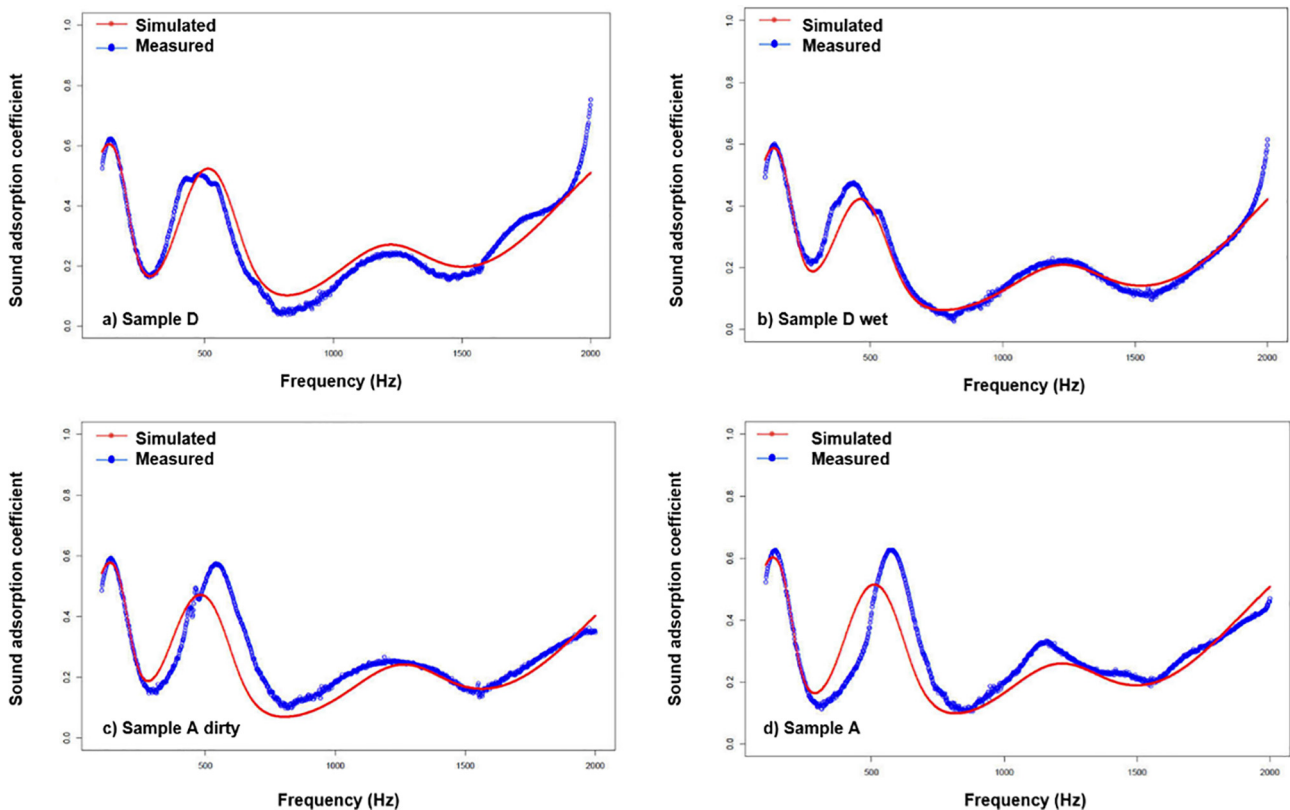 Simulated
Measured
Sound adsorption coefficient
1.0
0.8
0.6
0.4
0.2
0.0
a) Sample D
500
1000
1500
2000
Frequency (Hz)
Simulated
Measured
Sound adsorption coefficient
1.0
0.8
0.6
0.4
0.2
0.0
b) Sample D wet
500
1000
1500
2000
Frequency (Hz)
Simulated
Measured
Sound adsorption coefficient
1.0
0.8
0.6
0.4
0.2
0.0
c) Sample A dirty
500
1000
1500
2000
Frequency (Hz)
Simulated
Measured
Sound adsorption coefficient
1.0
0.8
0.6
0.4
0.2
0.0
d) Sample A
500
1000
1500
2000
Frequency (Hz)